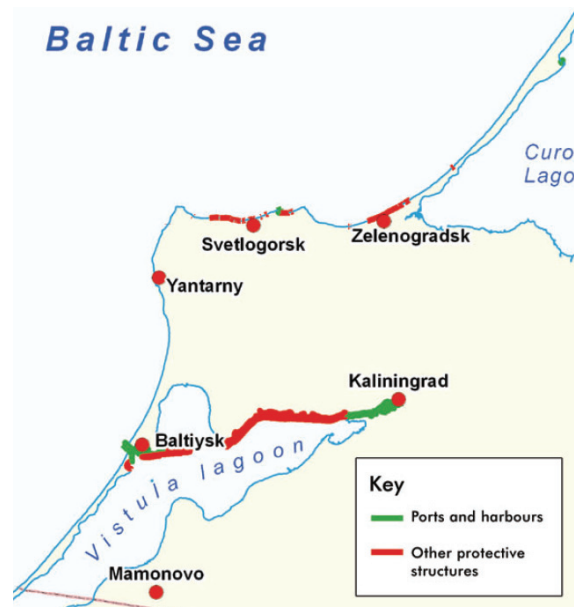 Baltic Sea
Curo
Lago
Svetlogorsk
Zelenogradsk
Yantarny
Kaliningrad
Baltiysk
Vistula lagoon
Mamonovo
Key
Ports and harbours
Other protective
structures